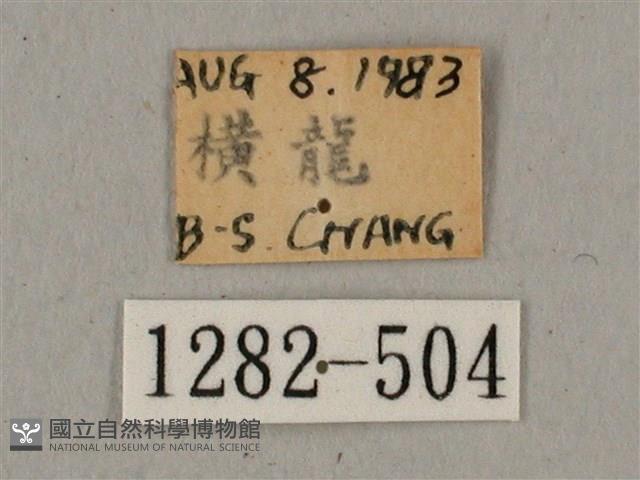 AUG 8.1983
橫龍
B-S. CHANG
1282-504
國立自然科學博物館
NATIONAL MUSEUM OF NATURAL SCIENCE